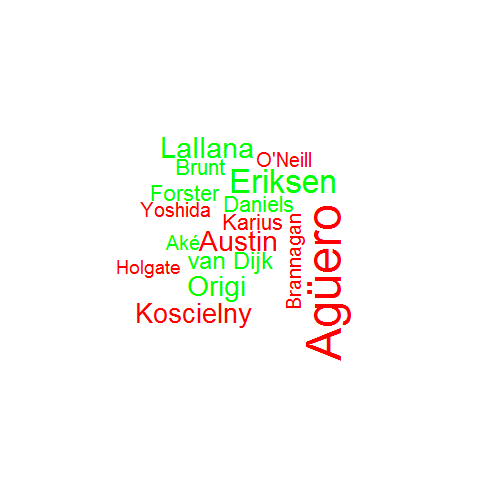 Lallana
O'Neill
Brunt
Eriksen
Forster
Daniels
Yoshida
Karius
Brannagan
Agüero
Aké
Austin
van Dijk
Holgate
Origi
Koscielny